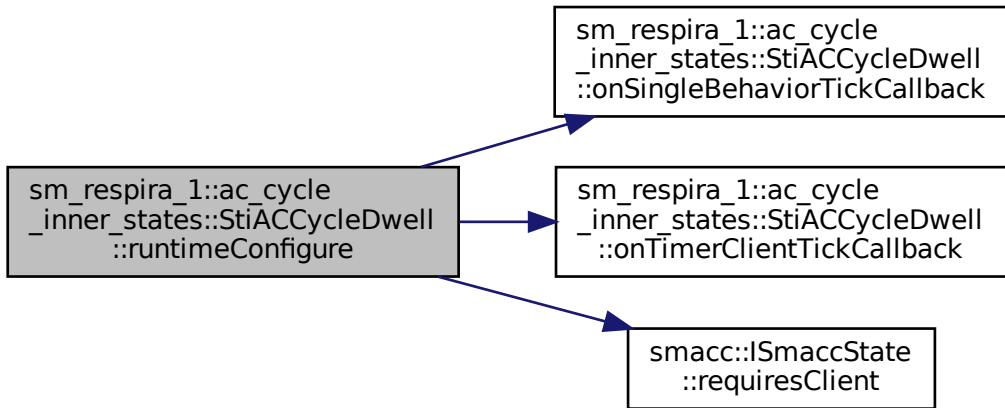 sm_respira_1::ac_cycle
_inner_states::StiACCycleDwell
::runtimeConfigure
sm_respira_1::ac_cycle
_inner_states::StiACCycleDwell
::onSingleBehaviorTickCallback
sm_respira_1::ac_cycle
_inner_states::StiACCycleDwell
::onTimerClientTickCallback
smacc::ISmaccState
::requiresClient